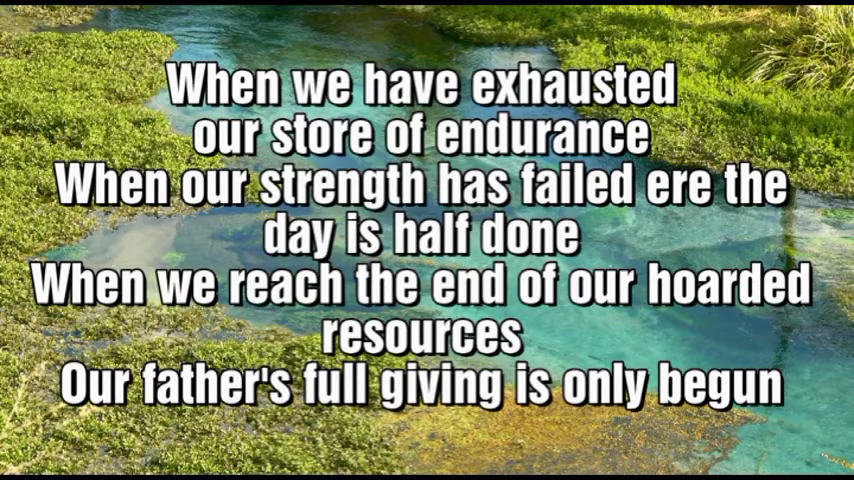 When we have exhausted
our store of endurance
When our strength has failed ere the
day is half done
When we reach the end of our hoarded
resources
Our father's full giving is only begun